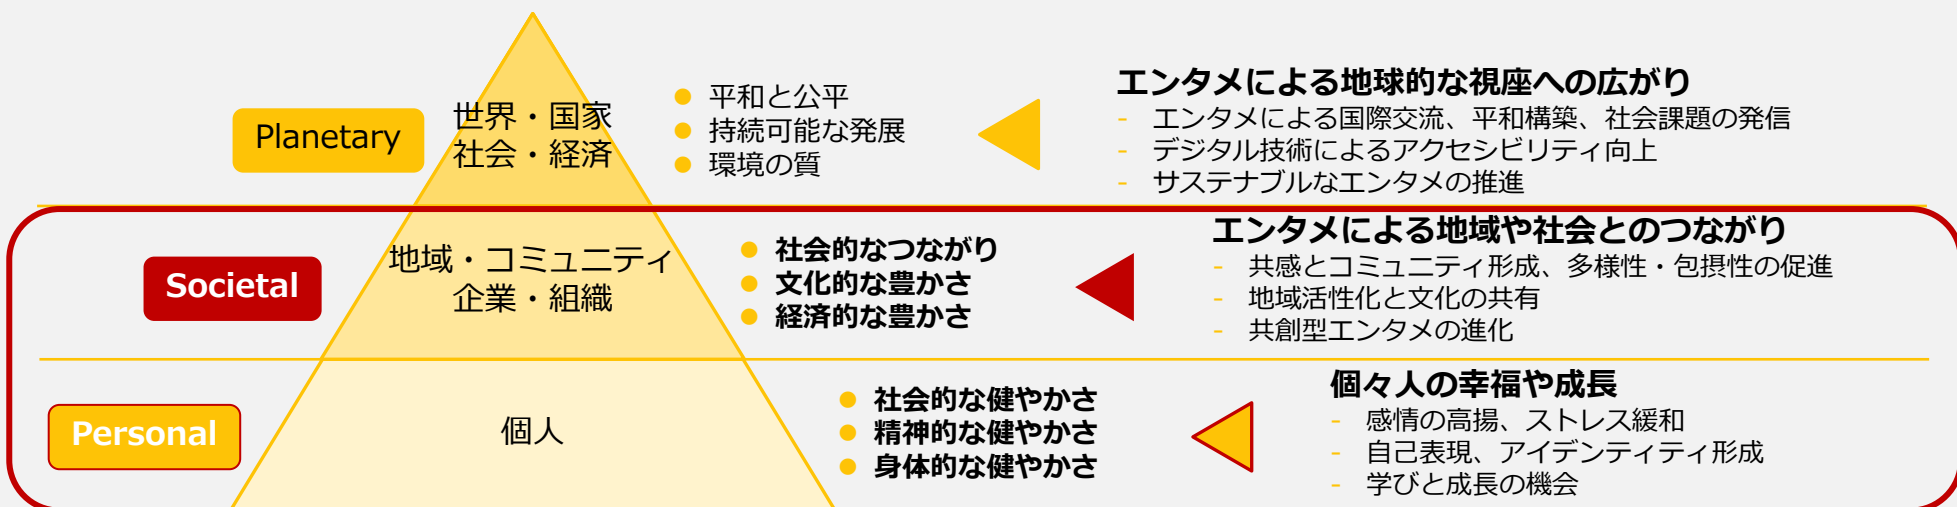 Planetary
世界・国家
社会・経済
● 平和と公平
● 持続可能な発展
● 環境の質
エンタメによる地球的な視座への広がり
- エンタメによる国際交流、平和構築、社会課題の発信
- デジタル技術によるアクセシビリティ向上
- サステナブルなエンタメの推進
Societal
地域・コミュニティ
企業・組織
● 社会的なつながり
● 文化的な豊かさ
● 経済的な豊かさ
エンタメによる地域や社会とのつながり
- 共感とコミュニティ形成、多様性・包摂性の促進
- 地域活性化と文化の共有
- 共創型エンタメの進化
Personal
個人
● 社会的な健やかさ
● 精神的な健やかさ
● 身体的な健やかさ
個々人の幸福や成長
- 感情の高揚、ストレス緩和
- 自己表現、アイデンティティ形成
- 学びと成長の機会